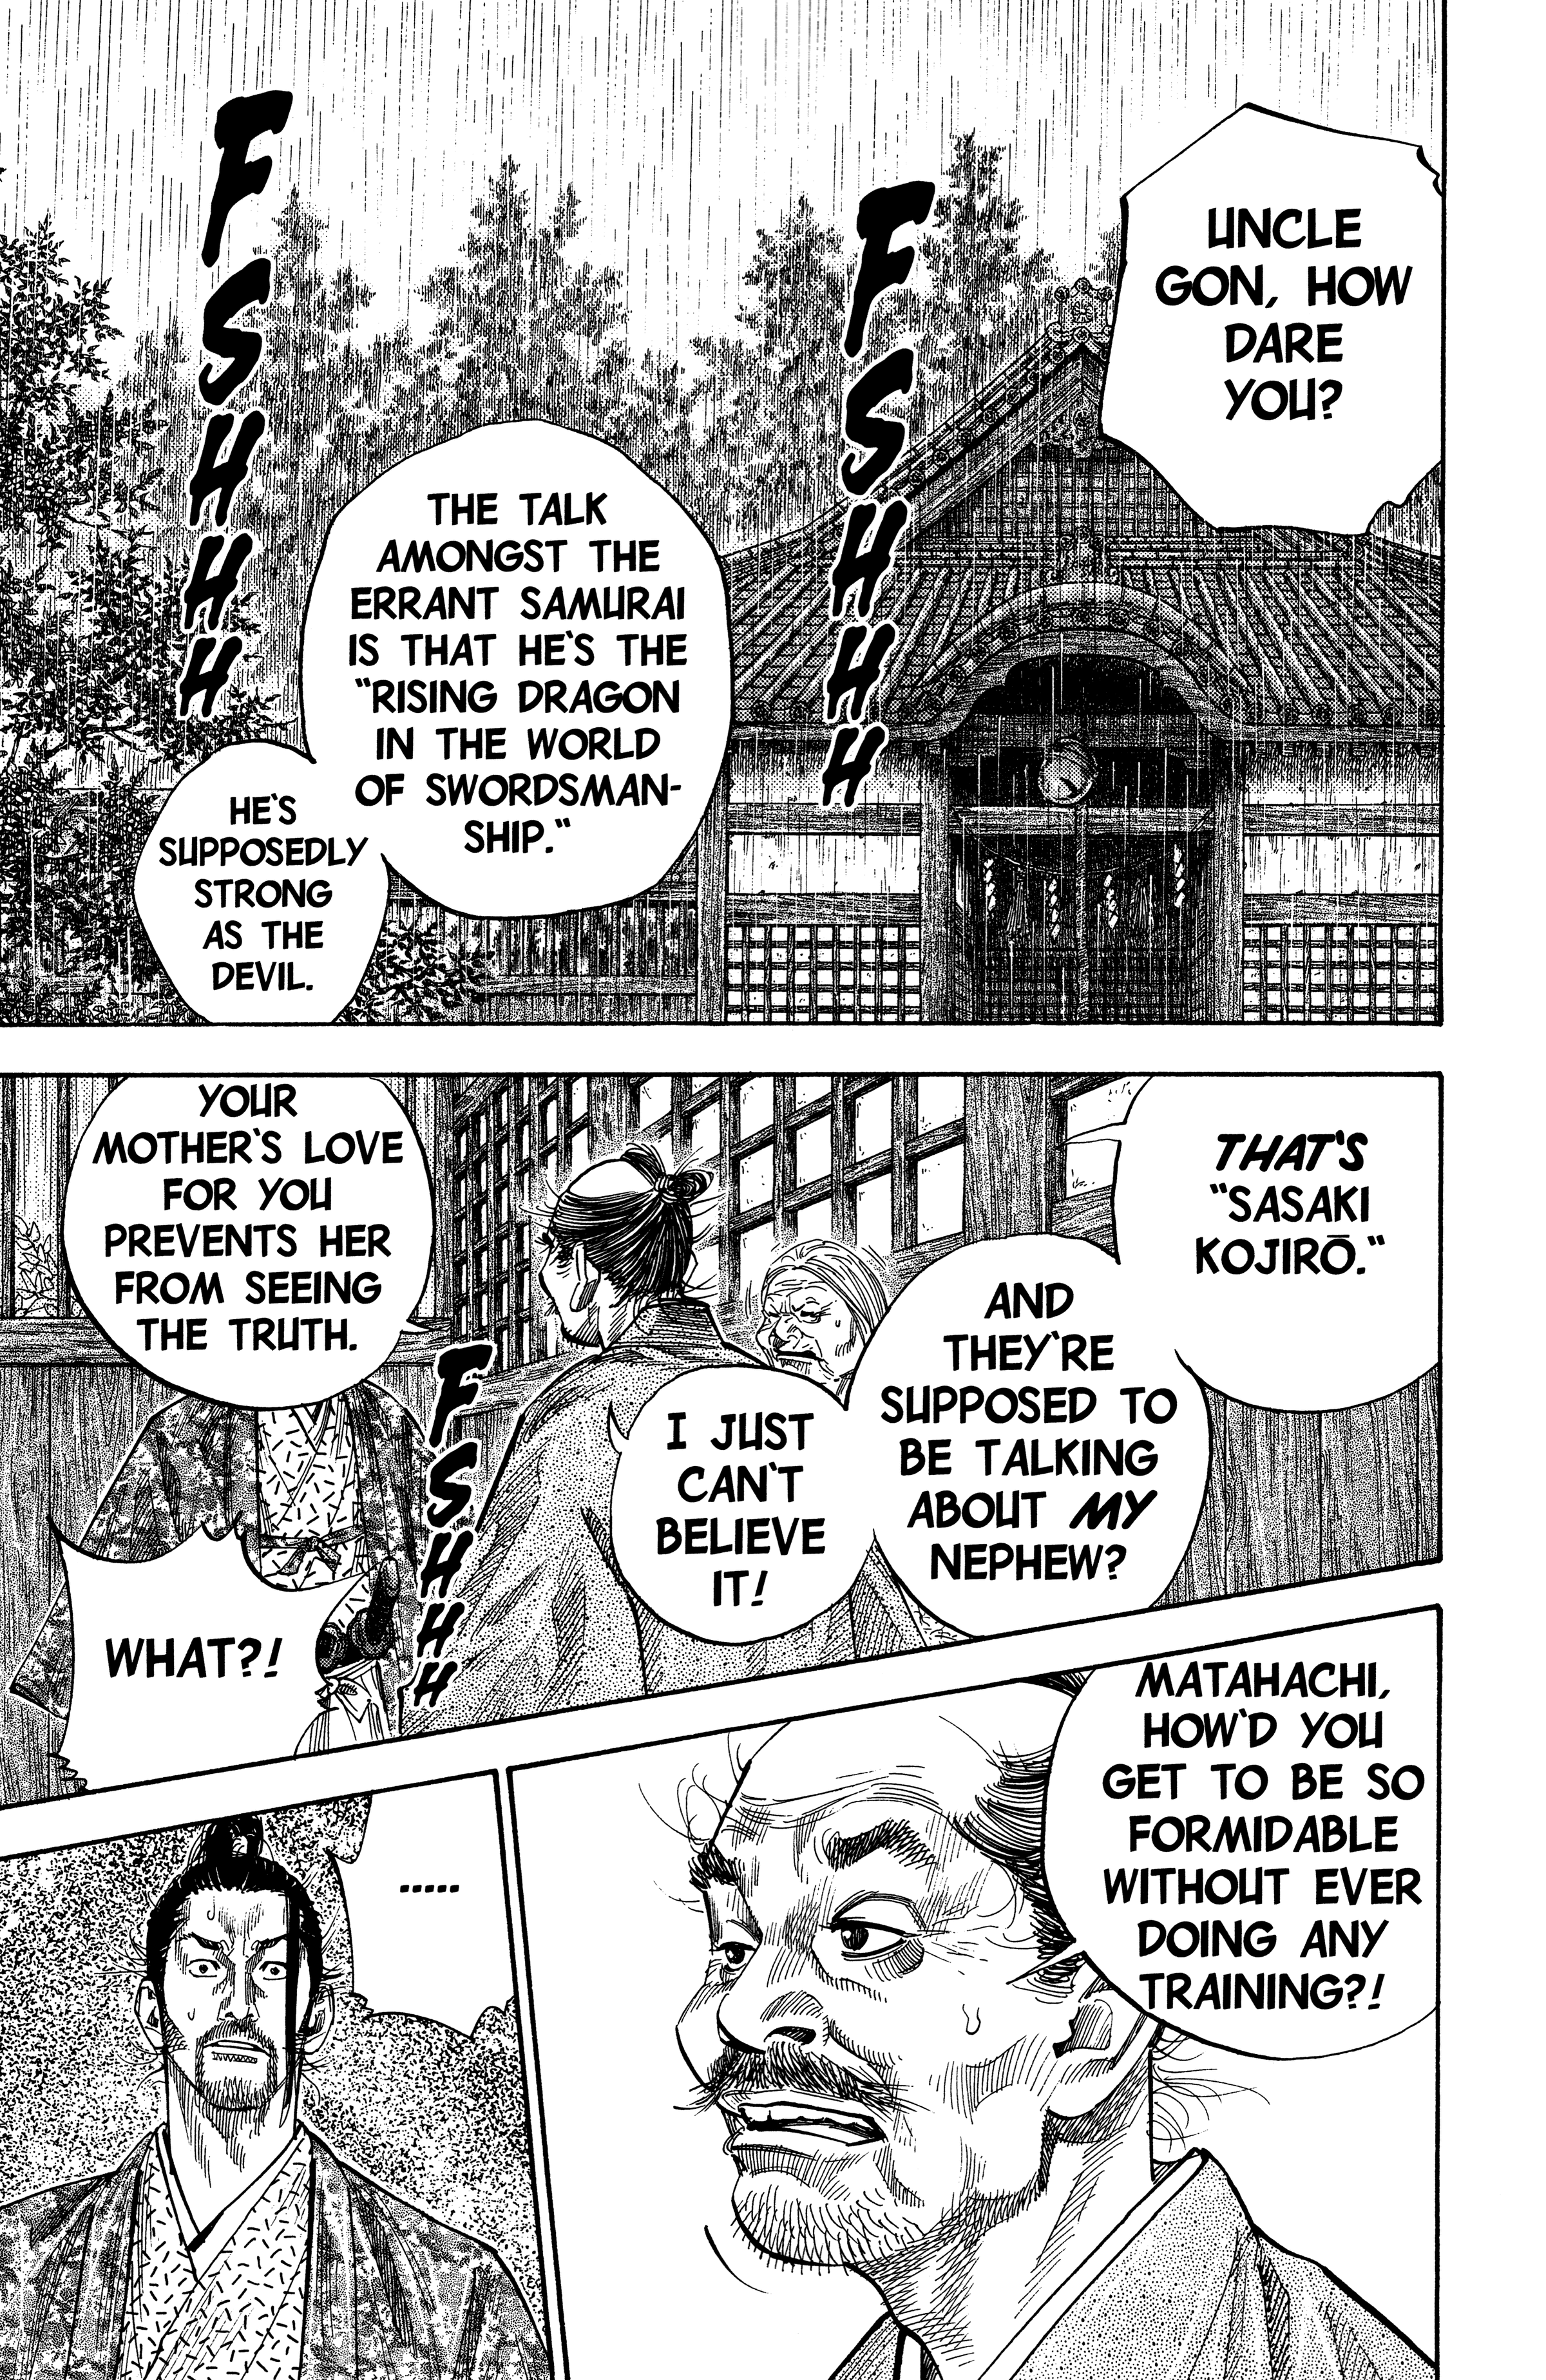 UNCLE
GON, HOW
DARE
YOU?
FSHHH
THE TALK
AMONGST THE
ERRANT SAMURAI
IS THAT HE'S THE
"RISING DRAGON
IN THE WORLD
OF SWORDSMAN-
SHIP."
HE'S
SUPPOSEDLY
STRONG
AS THE
DEVIL.
FSHHH
THAT'S
"SASAKI
KOJIRŌ."
AND
THEY'RE
SUPPOSED TO
BE TALKING
ABOUT MY
NEPHEW?
I JUST
CAN'T
BELIEVE
IT!
FSHHH
YOUR
MOTHER'S LOVE
FOR YOU
PREVENTS HER
FROM SEEING
THE TRUTH.
WHAT?!
MATAHACHI,
HOW'D YOU
GET TO BE SO
FORMIDABLE
WITHOUT EVER
DOING ANY
TRAINING?!
.....